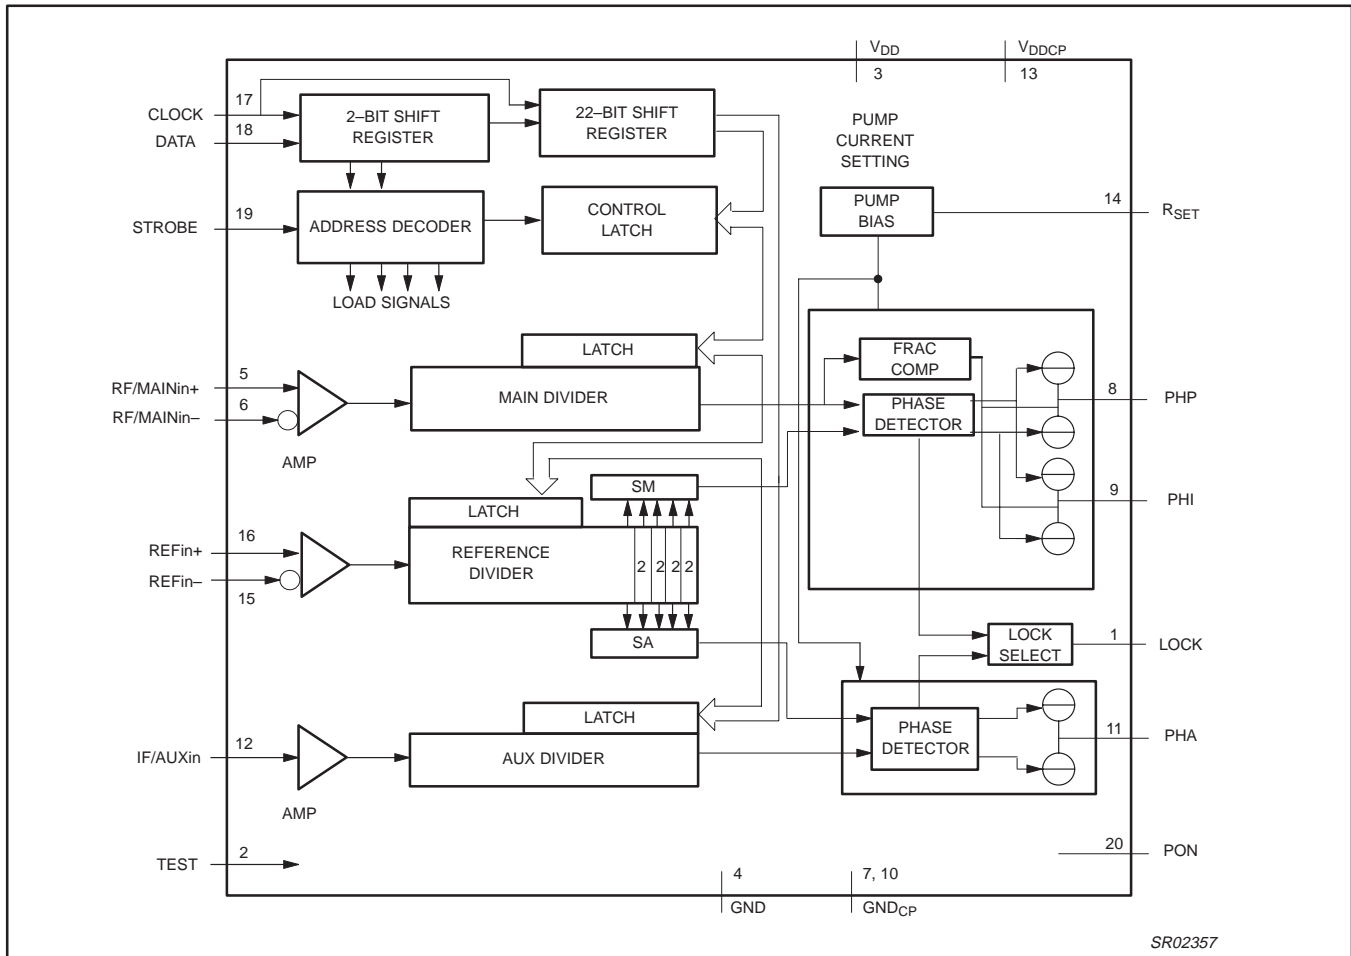 V_DD
3
V_DDCP
13
CLOCK
17
DATA
18
2–BIT SHIFT
REGISTER
22–BIT SHIFT
REGISTER
PUMP
CURRENT
SETTING
STROBE
19
ADDRESS DECODER
CONTROL
LATCH
PUMP
BIAS
14
R_SET
LOAD SIGNALS
LATCH
FRAC
COMP
RF/MAINin+
5
RF/MAINin–
6
AMP
MAIN DIVIDER
PHASE
DETECTOR
8
PHP
SM
9
PHI
LATCH
REFin+
16
REFin–
15
REFERENCE
DIVIDER
2
2
2
2
SA
LOCK
SELECT
1
LOCK
LATCH
IF/AUXin
12
AMP
AUX DIVIDER
PHASE
DETECTOR
11
PHA
TEST
2
20
PON
4
GND
7, 10
GND_CP
SR02357